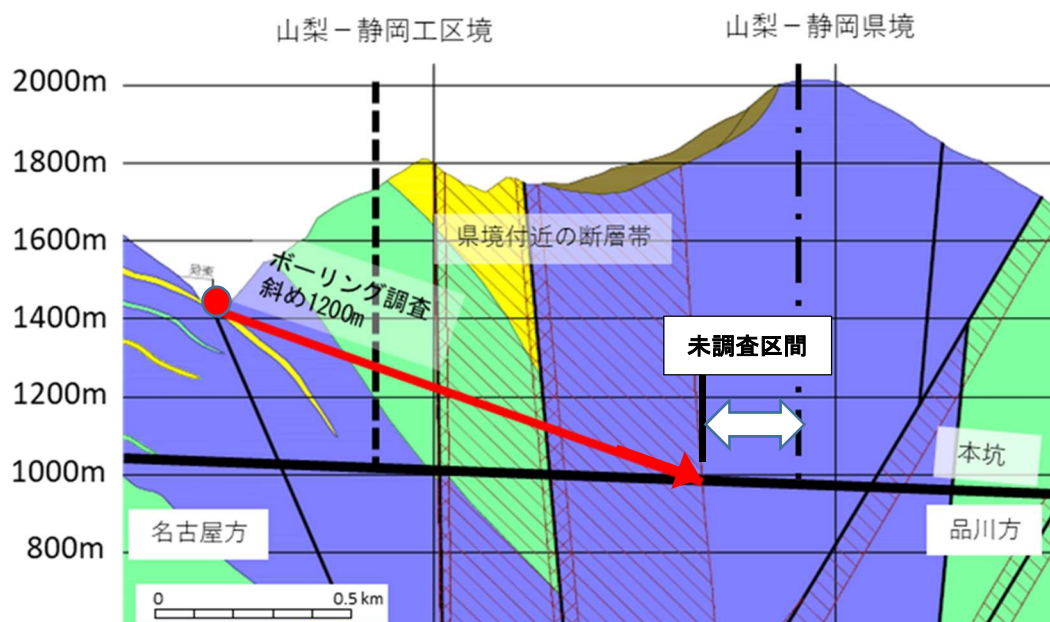 山梨－静岡工区境
山梨－静岡県境
2000m
1800m
1600m
1400m
1200m
1000m
800m
県境付近の断層帯
ボーリング調査
斜め1200m
未調査区間
本坑
名古屋方
品川方
0
0.5 km